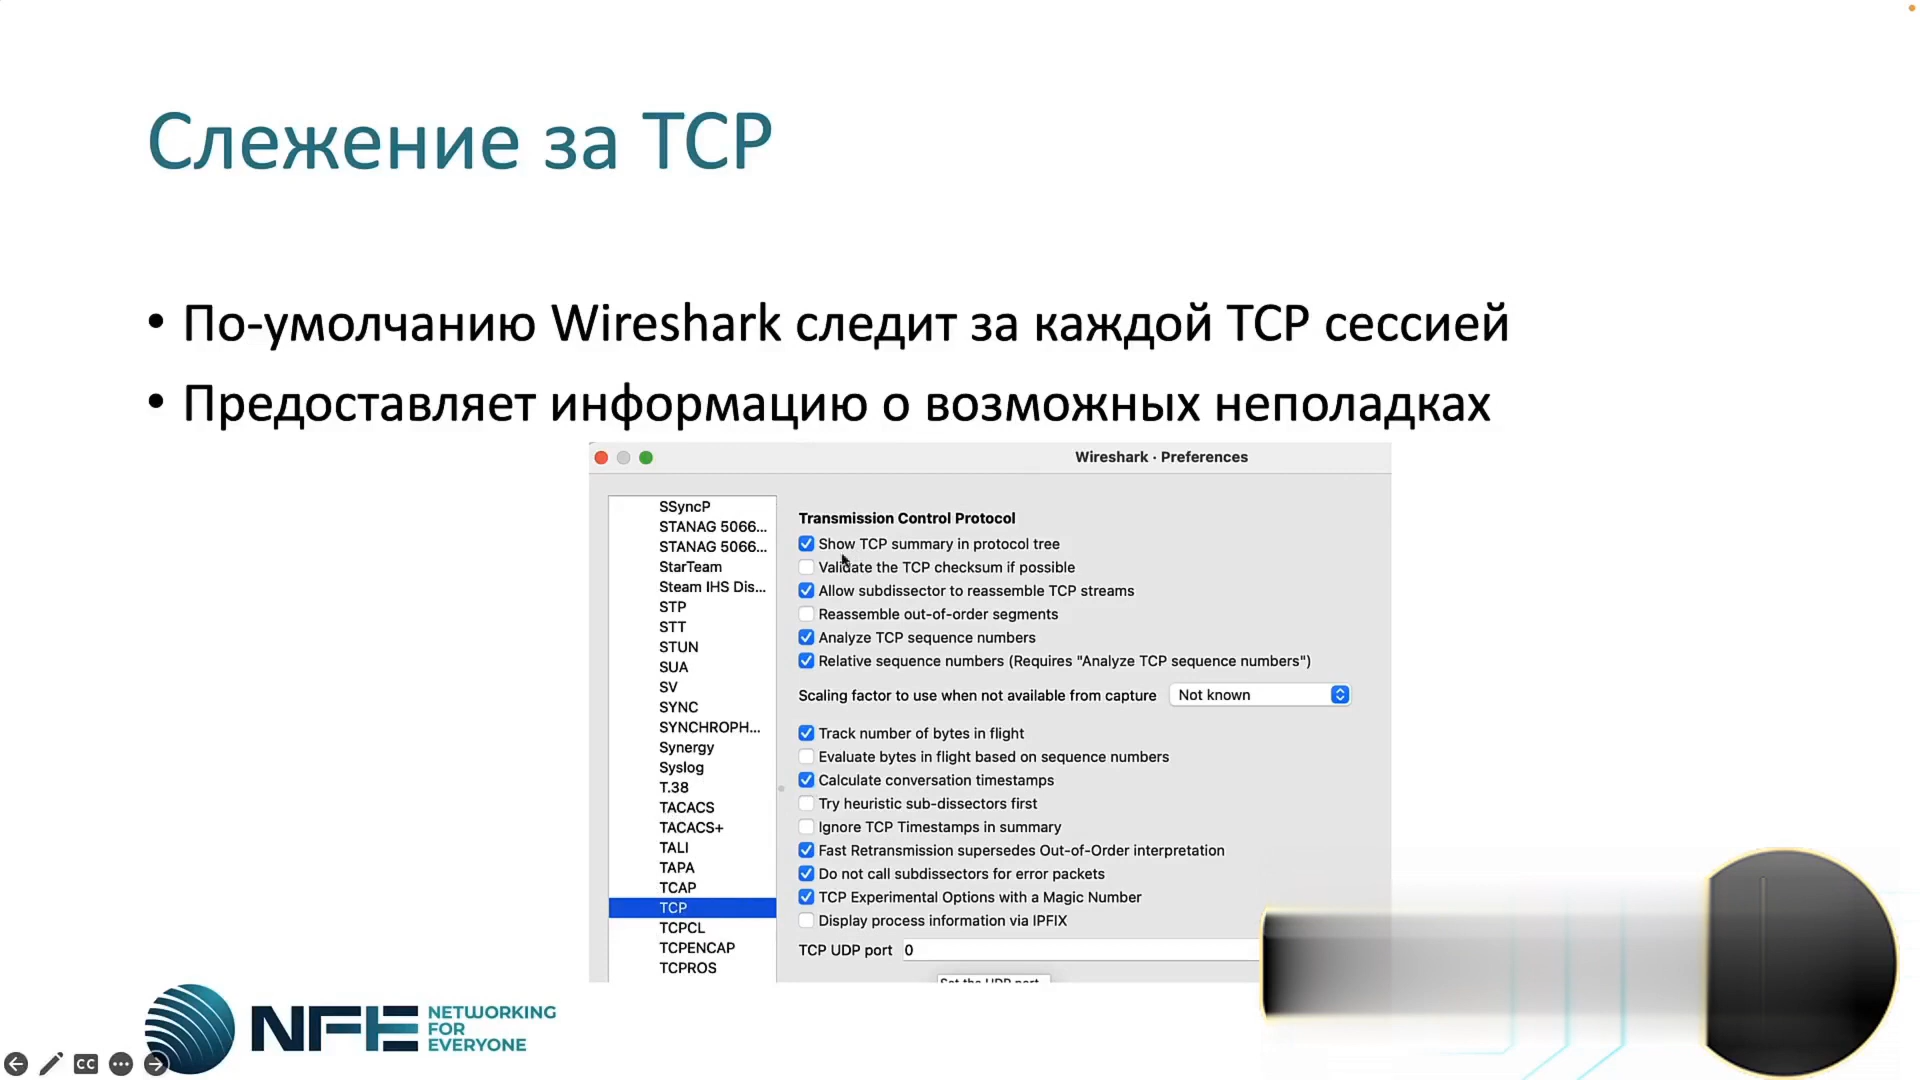 Слежение за TCP
• По-умолчанию Wireshark следит за каждой TCP сессией
• Предоставляет информацию о возможных неполадках
Wireshark · Preferences
SSyncP
STANAG 5066...
STANAG 5066...
StarTeam
Steam IHS Dis...
STP
STT
STUN
SUA
SV
SYNC
SYNCHROPH...
Synergy
Syslog
T.38
TACACS
TACACS+
TALI
TAPA
TCAP
TCP
TCPCL
TCPENCAP
TCPROS
Transmission Control Protocol
Show TCP summary in protocol tree
Validate the TCP checksum if possible
Allow subdissector to reassemble TCP streams
Reassemble out-of-order segments
Analyze TCP sequence numbers
Relative sequence numbers (Requires "Analyze TCP sequence numbers")
Scaling factor to use when not available from capture Not known
Track number of bytes in flight
Evaluate bytes in flight based on sequence numbers
Calculate conversation timestamps
Try heuristic sub-dissectors first
Ignore TCP Timestamps in summary
Fast Retransmission supersedes Out-of-Order interpretation
Do not call subdissectors for error packets
TCP Experimental Options with a Magic Number
Display process information via IPFIX
TCP UDP port 0
Set the UDP port
NFE NETWORKING
FOR
EVERYONE
CC